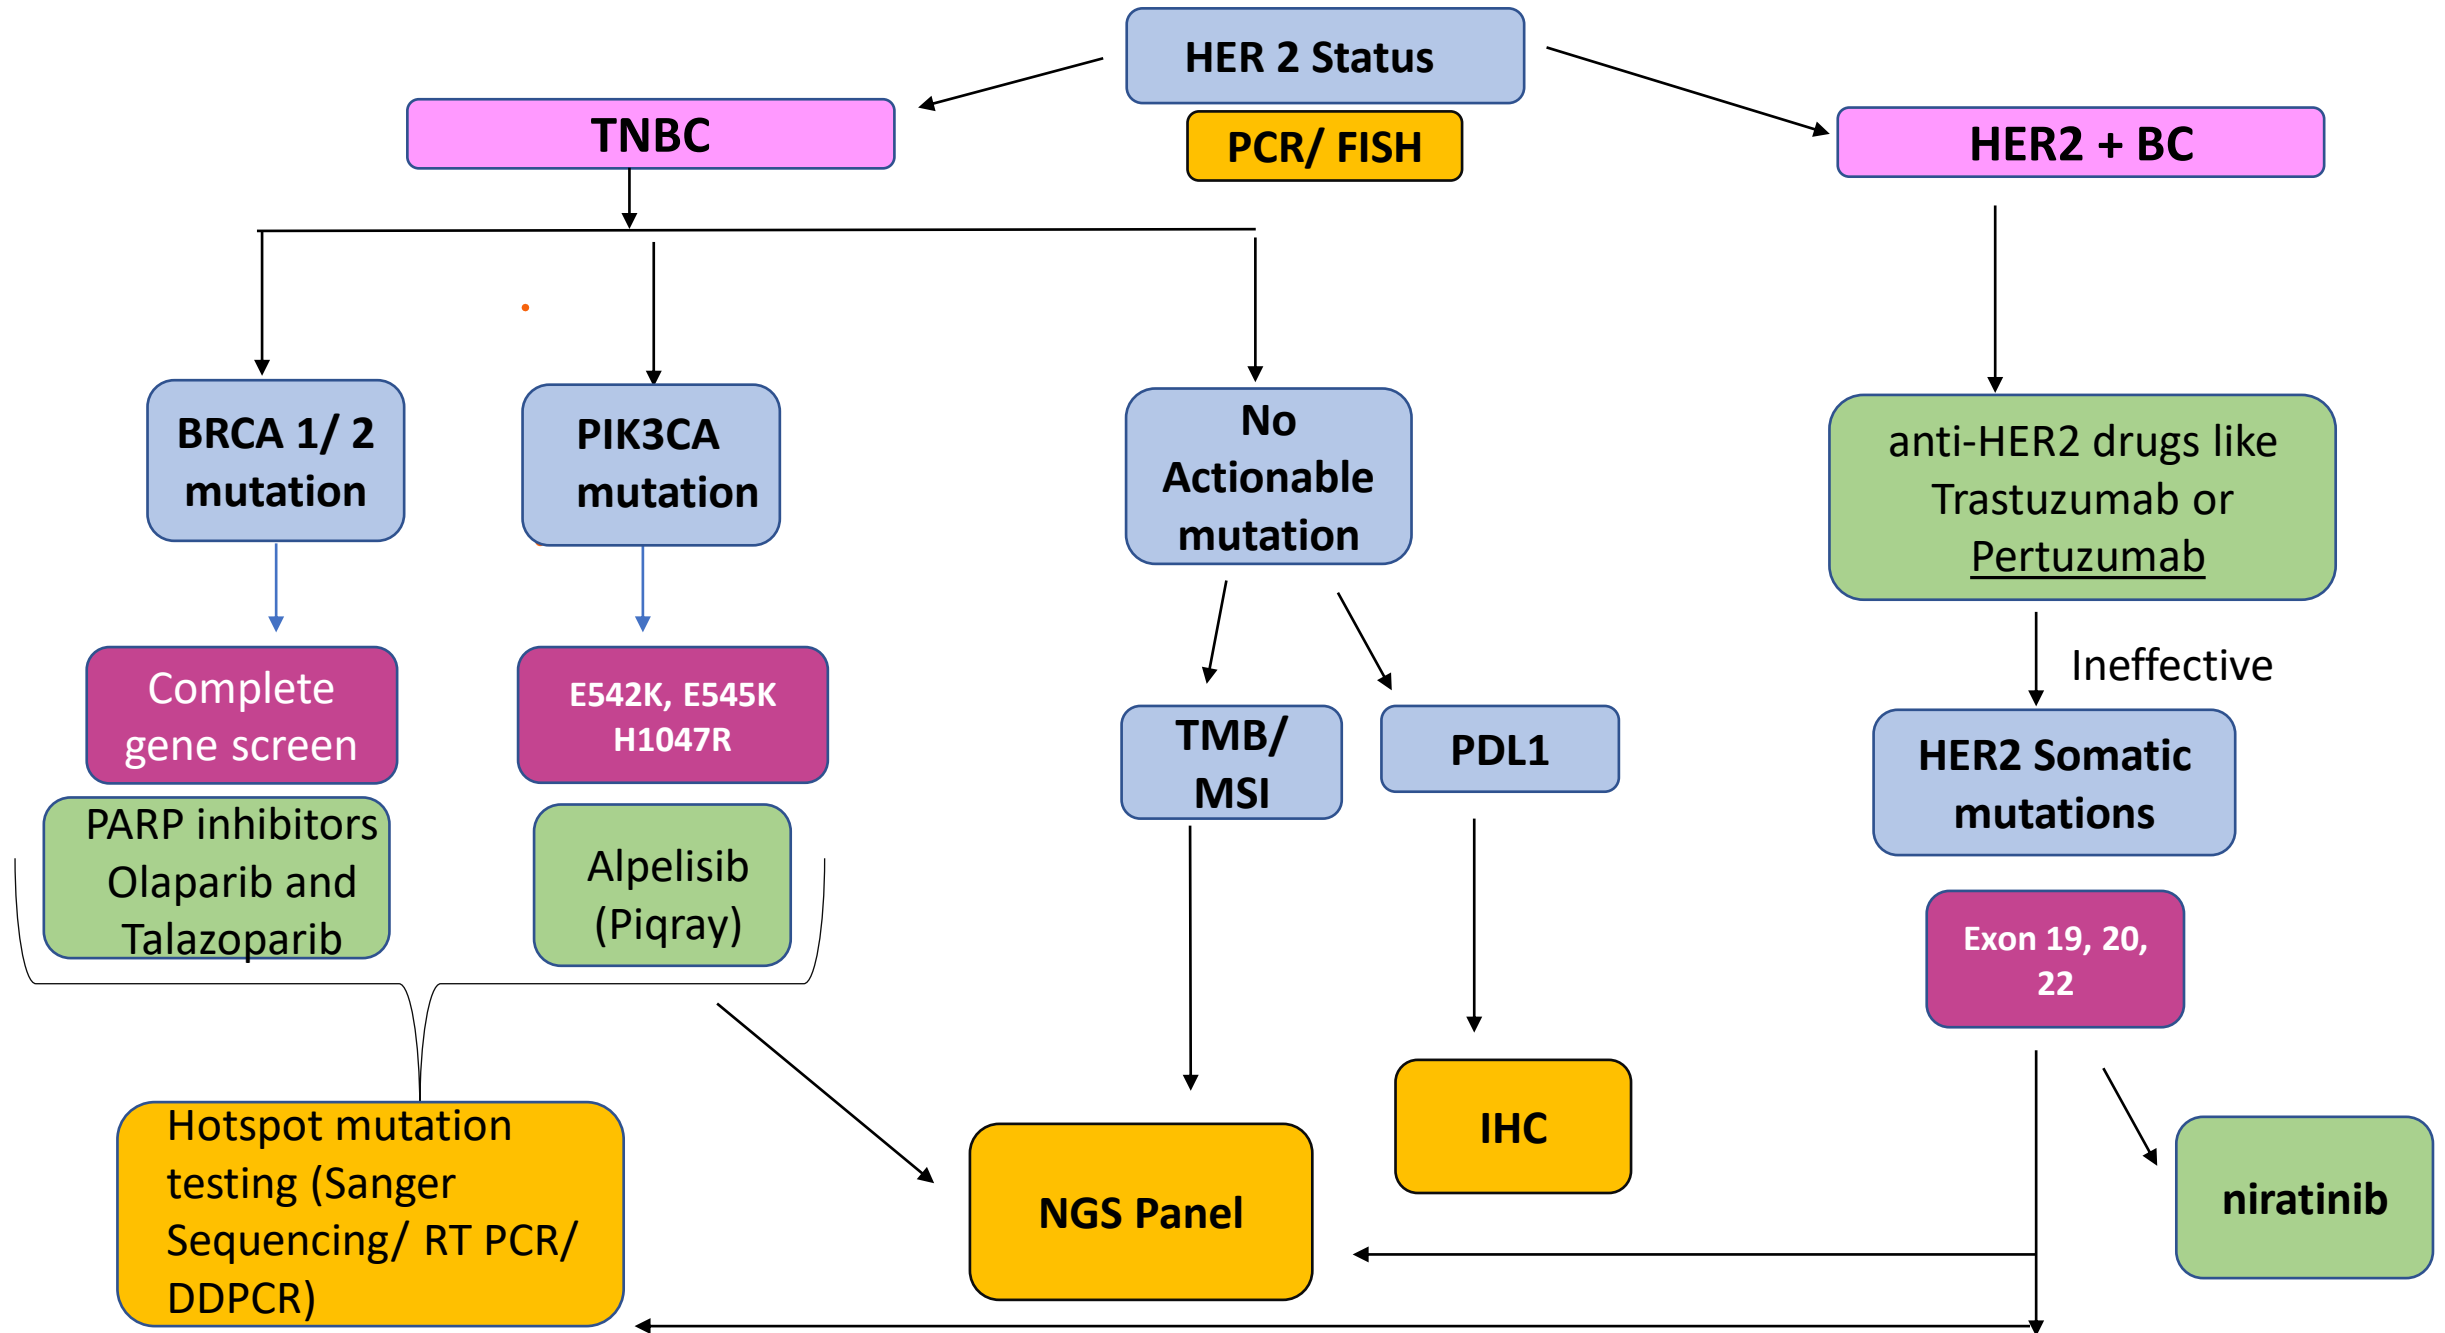 HER 2 Status
PCR/ FISH
TNBC
HER2 + BC
BRCA 1/ 2
mutation
PIK3CA
mutation
No
Actionable
mutation
anti-HER2 drugs like
Trastuzumab or
Pertuzumab
Ineffective
Complete
gene screen
E542K, E545K
H1047R
TMB/
MSI
PDL1
HER2 Somatic
mutations
PARP inhibitors
Olaparib and
Talazoparib
Alpelisib
(Piqray)
Exon 19, 20,
22
Hotspot mutation
testing (Sanger
Sequencing/ RT PCR/
DDPCR)
NGS Panel
IHC
niratinib